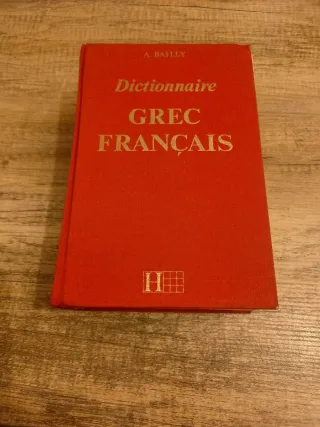 A. BAILLY
Dictionnaire
GREC
FRANÇAIS
H